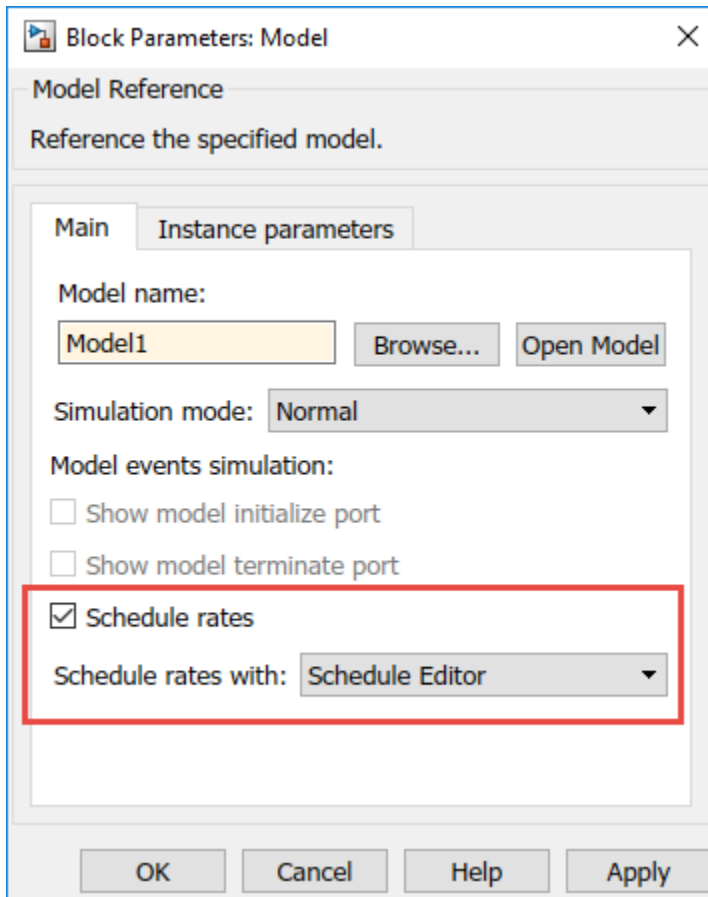 Block Parameters: Model
Model Reference
Reference the specified model.
Main Instance parameters
Model name:
Model1 Browse... Open Model
Simulation mode: Normal
Model events simulation:
Show model initialize port
Show model terminate port
Schedule rates
Schedule rates with: Schedule Editor
OK Cancel Help Apply